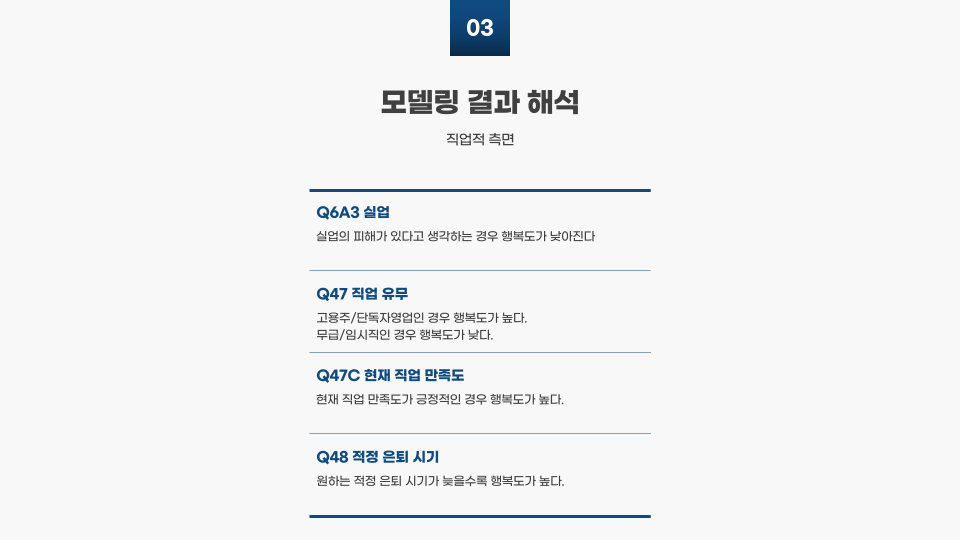 03
모델링 결과 해석
직업적 측면
Q6A3 실업
실업의 피해가 있다고 생각하는 경우 행복도가 낮아진다
Q47 직업 유무
고용주/단독자영업인 경우 행복도가 높다.
무급/임시직인 경우 행복도가 낮다.
Q47C 현재 직업 만족도
현재 직업 만족도가 긍정적인 경우 행복도가 높다.
Q48 적정 은퇴 시기
원하는 적정 은퇴 시기가 늦을수록 행복도가 높다.